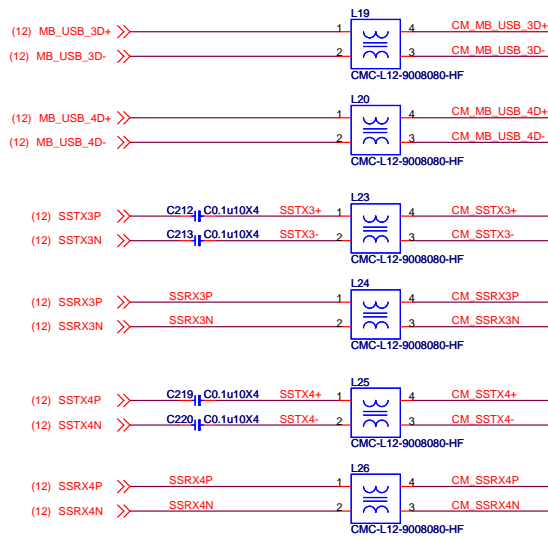 L19
(12) MB_USB_3D+ 1 4 CM_MB_USB_3D+
(12) MB_USB_3D- 2 3 CM_MB_USB_3D-
CMC-L12-9008080-HF
L20
(12) MB_USB_4D+ 1 4 CM_MB_USB_4D+
(12) MB_USB_4D- 2 3 CM_MB_USB_4D-
CMC-L12-9008080-HF
L23
(12) SSTX3P C212 C0.1u10X4 SSTX3+ 1 4 CM_SSTX3+
(12) SSTX3N C213 C0.1u10X4 SSTX3- 2 3 CM_SSTX3-
CMC-L12-9008080-HF
L24
(12) SSRX3P SSRX3P 1 4 CM_SSRX3P
(12) SSRX3N SSRX3N 2 3 CM_SSRX3N
CMC-L12-9008080-HF
L25
(12) SSTX4P C219 C0.1u10X4 SSTX4+ 1 4 CM_SSTX4+
(12) SSTX4N C220 C0.1u10X4 SSTX4- 2 3 CM_SSTX4-
CMC-L12-9008080-HF
L26
(12) SSRX4P SSRX4P 1 4 CM_SSRX4P
(12) SSRX4N SSRX4N 2 3 CM_SSRX4N
CMC-L12-9008080-HF